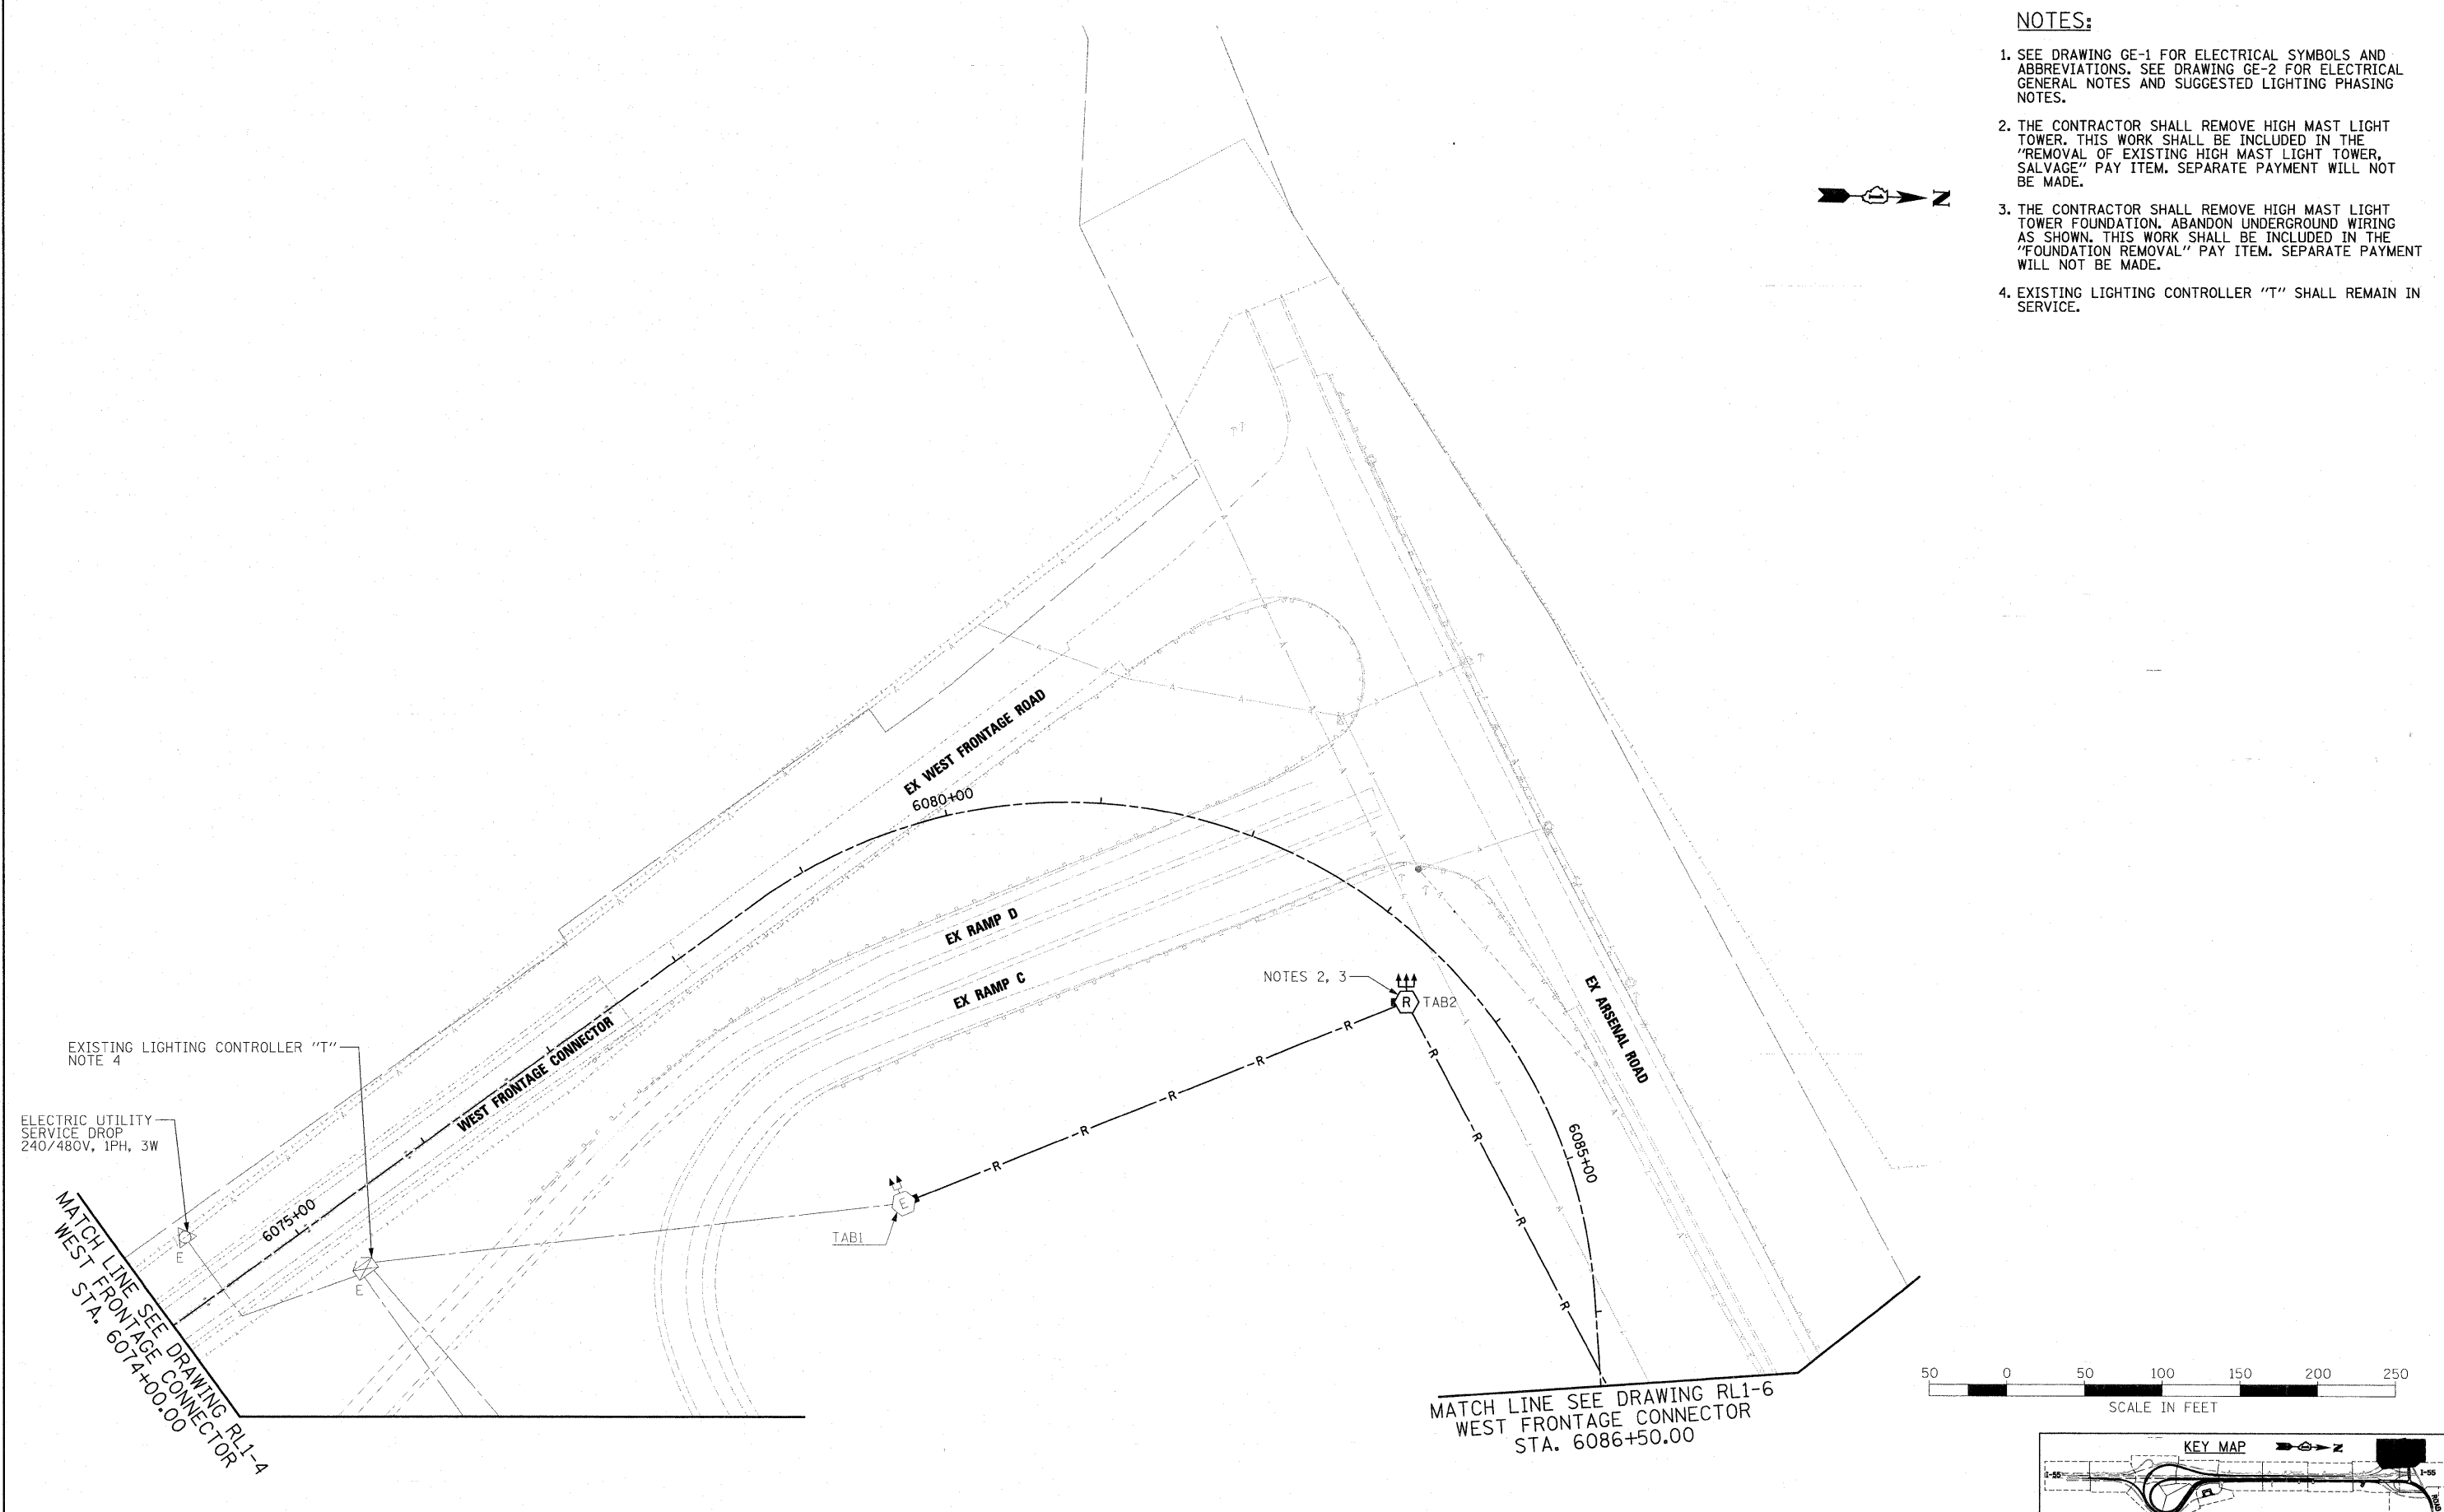 NOTES:
1. SEE DRAWING GE-1 FOR ELECTRICAL SYMBOLS AND
ABBREVIATIONS. SEE DRAWING GE-2 FOR ELECTRICAL
GENERAL NOTES AND SUGGESTED LIGHTING PHASING
NOTES.
2. THE CONTRACTOR SHALL REMOVE HIGH MAST LIGHT
TOWER. THIS WORK SHALL BE INCLUDED IN THE
"REMOVAL OF EXISTING HIGH MAST LIGHT TOWER,
SALVAGE" PAY ITEM. SEPARATE PAYMENT WILL NOT
BE MADE.
3. THE CONTRACTOR SHALL REMOVE HIGH MAST LIGHT
TOWER FOUNDATION. ABANDON UNDERGROUND WIRING
AS SHOWN. THIS WORK SHALL BE INCLUDED IN THE
"FOUNDATION REMOVAL" PAY ITEM. SEPARATE PAYMENT
WILL NOT BE MADE.
4. EXISTING LIGHTING CONTROLLER "T" SHALL REMAIN IN
SERVICE.
N
EX WEST FRONTAGE ROAD
6080+00
EX RAMP D
EX RAMP C
NOTES 2, 3
R
TAB2
EX ARSENAL ROAD
WEST FRONTAGE CONNECTOR
EXISTING LIGHTING CONTROLLER "T"
NOTE 4
ELECTRIC UTILITY
SERVICE DROP
240/480V, 1PH, 3W
R
R
R
R
R
R
R
R
R
6085+00
6075+00
E
E
E
TAB1
MATCH LINE SEE DRAWING RL1-4
WEST FRONTAGE CONNECTOR
STA. 6074+00.00
MATCH LINE SEE DRAWING RL1-6
WEST FRONTAGE CONNECTOR
STA. 6086+50.00
50 0 50 100 150 200 250
SCALE IN FEET
KEY MAP
N
I-55
I-55
ROAD